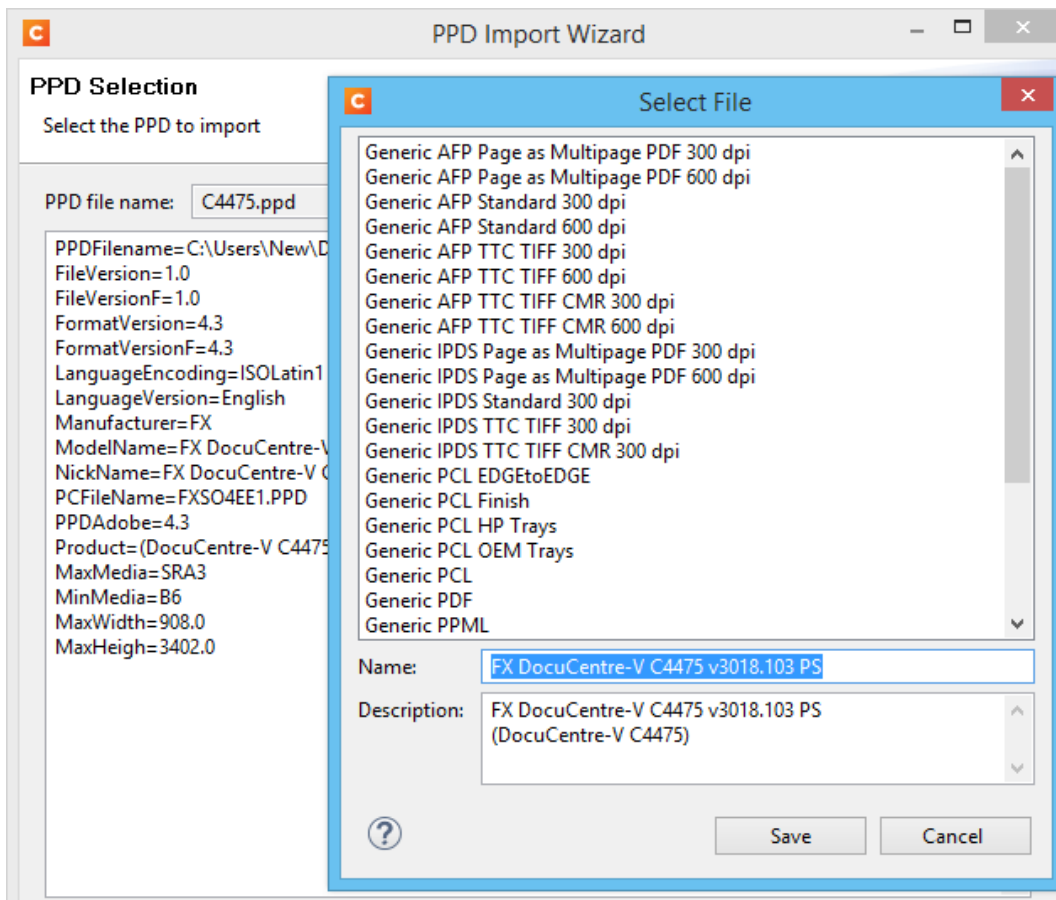 PPD Import Wizard
PPD Selection
Select the PPD to import
PPD file name: C4475.ppd
PPDFilename=C:\Users\New\D
FileVersion=1.0
FileVersionF=1.0
FormatVersion=4.3
FormatVersionF=4.3
LanguageEncoding=ISOLatin1
LanguageVersion=English
Manufacturer=FX
ModelName=FX DocuCentre-V
NickName=FX DocuCentre-V C
PCFileName=FXSO4EE1.PPD
PPDAdobe=4.3
Product=(DocuCentre-V C4475
MaxMedia=SRA3
MinMedia=B6
MaxWidth=908.0
MaxHeigh=3402.0
C Select File
Generic AFP Page as Multipage PDF 300 dpi
Generic AFP Page as Multipage PDF 600 dpi
Generic AFP Standard 300 dpi
Generic AFP Standard 600 dpi
Generic AFP TTC TIFF 300 dpi
Generic AFP TTC TIFF 600 dpi
Generic AFP TTC TIFF CMR 300 dpi
Generic AFP TTC TIFF CMR 600 dpi
Generic IPDS Page as Multipage PDF 300 dpi
Generic IPDS Page as Multipage PDF 600 dpi
Generic IPDS Standard 300 dpi
Generic IPDS TTC TIFF 300 dpi
Generic IPDS TTC TIFF CMR 300 dpi
Generic PCL EDGEtoEDGE
Generic PCL Finish
Generic PCL HP Trays
Generic PCL OEM Trays
Generic PCL
Generic PDF
Generic PPML
Name: FX DocuCentre-V C4475 v3018.103 PS
Description: FX DocuCentre-V C4475 v3018.103 PS
(DocuCentre-V C4475)
? Save Cancel